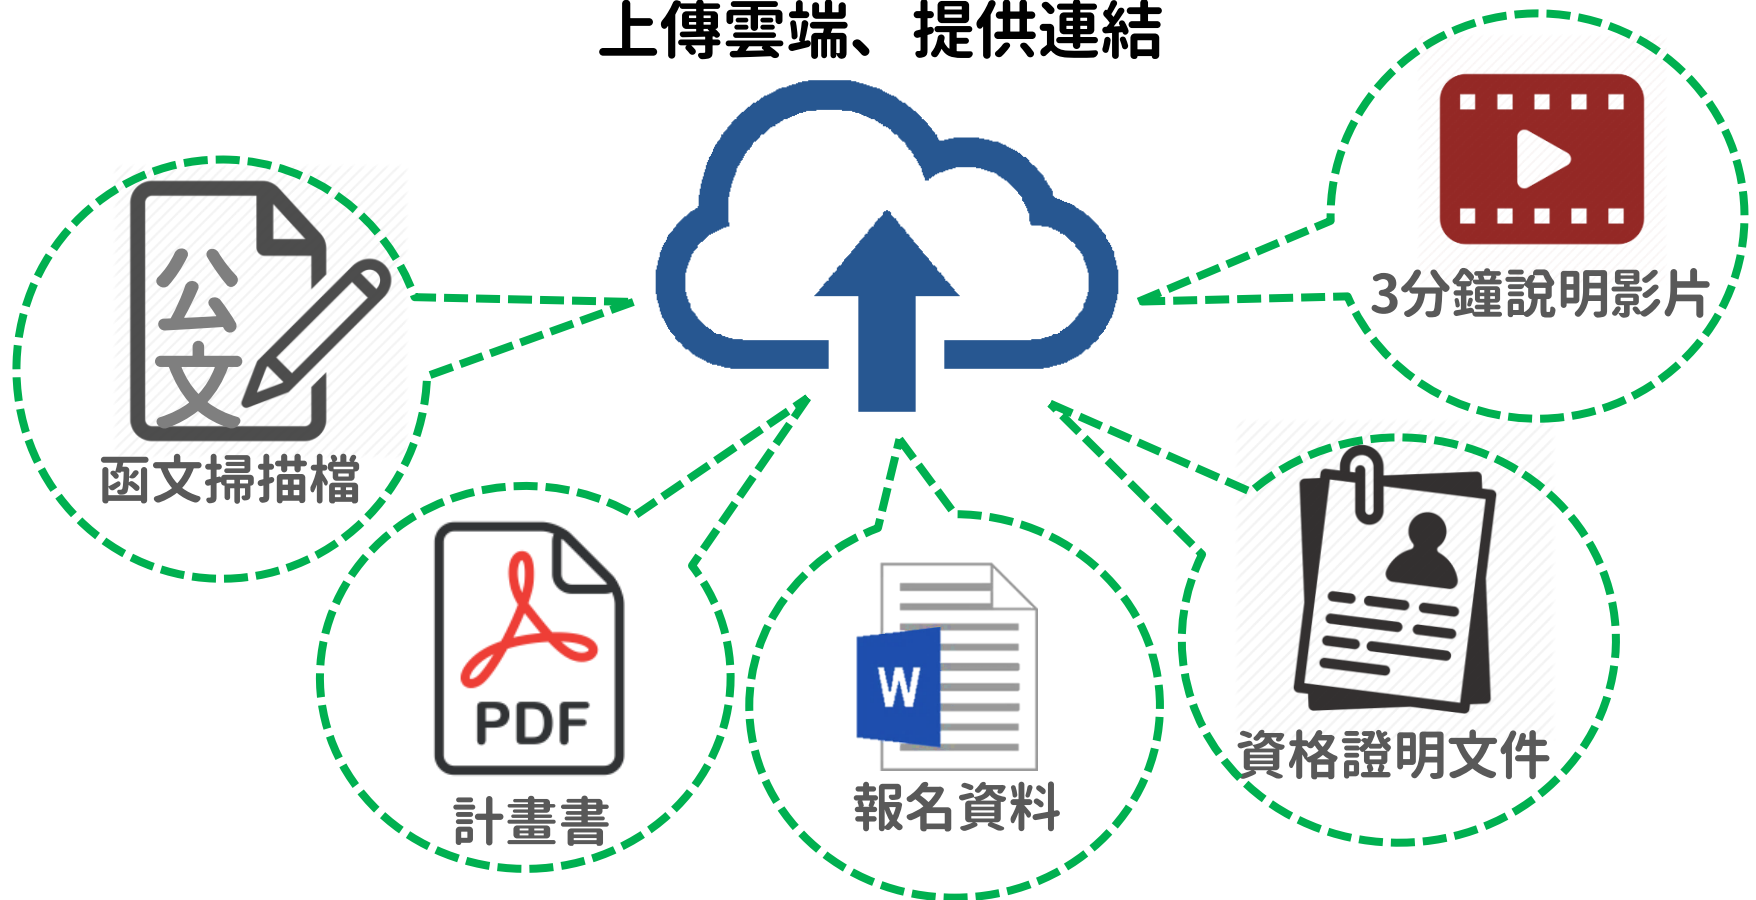 上傳雲端、提供連結
公
文
函文掃描檔
PDF
計畫書
W
報名資料
資格證明文件
3分鐘說明影片